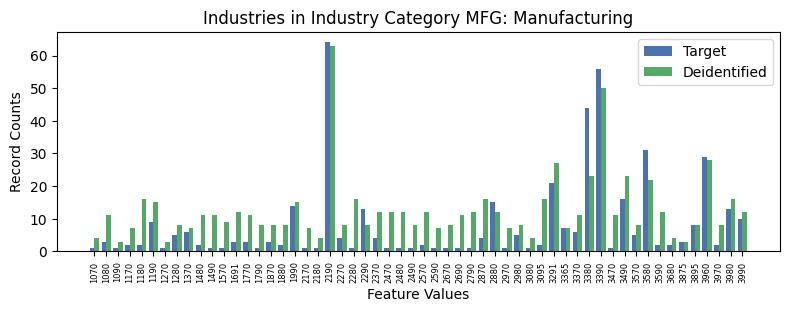 Industries in Industry Category MFG: Manufacturing
Target
Deidentified
Record Counts
60
50
40
30
20
10
0
1070 1080 1090 1170 1180 1190 1270 1280 1370 1480 1490 1570 1691 1770 1790 1870 1880 1990 2170 2180 2190 2270 2280 2290 2370 2470 2480 2490 2570 2590 2670 2690 2790 2870 2880 2970 2980 3080 3095 3291 3365 3370 3380 3390 3470 3490 3570 3580 3590 3680 3875 3895 3960 3970 3980 3990
Feature Values